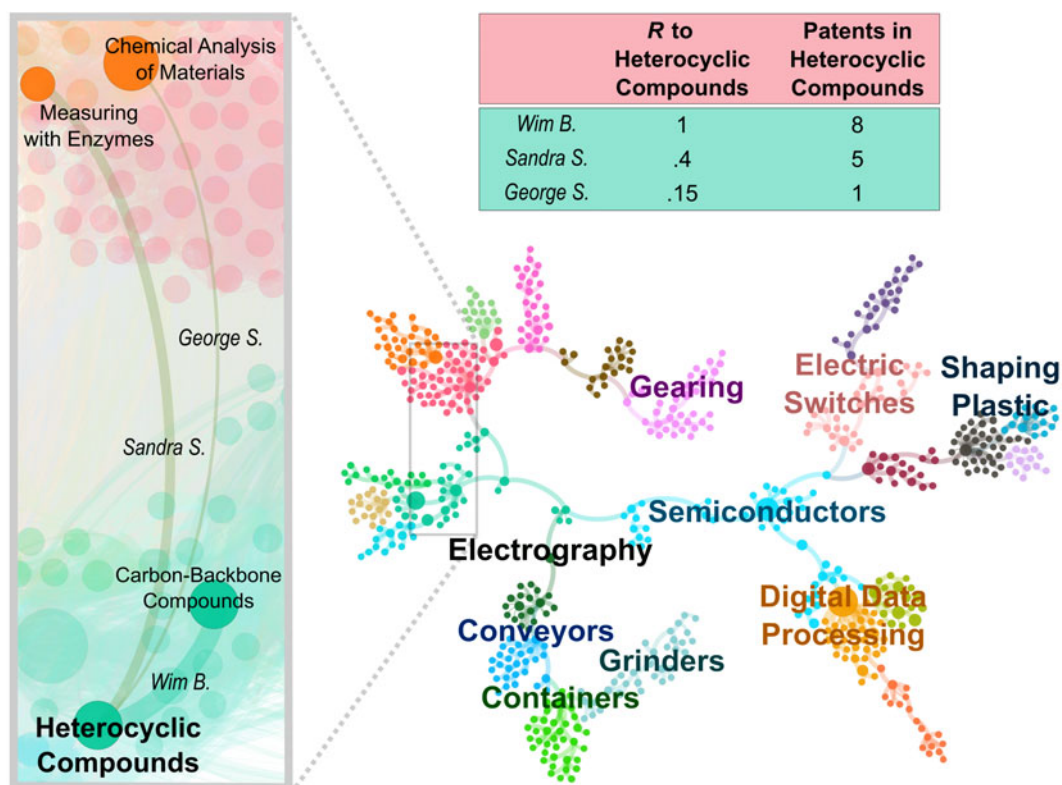 Chemical Analysis
of Materials
Measuring
with Enzymes
George S.
Sandra S.
Carbon-Backbone
Compounds
Wim B.
Heterocyclic
Compounds
R to Heterocyclic Compounds Patents in Heterocyclic Compounds
Wim B. 1 8
Sandra S. .4 5
George S. .15 1
Gearing
Electric
Switches
Shaping
Plastic
Semiconductors
Electrography
Digital Data
Processing
Conveyors
Grinders
Containers